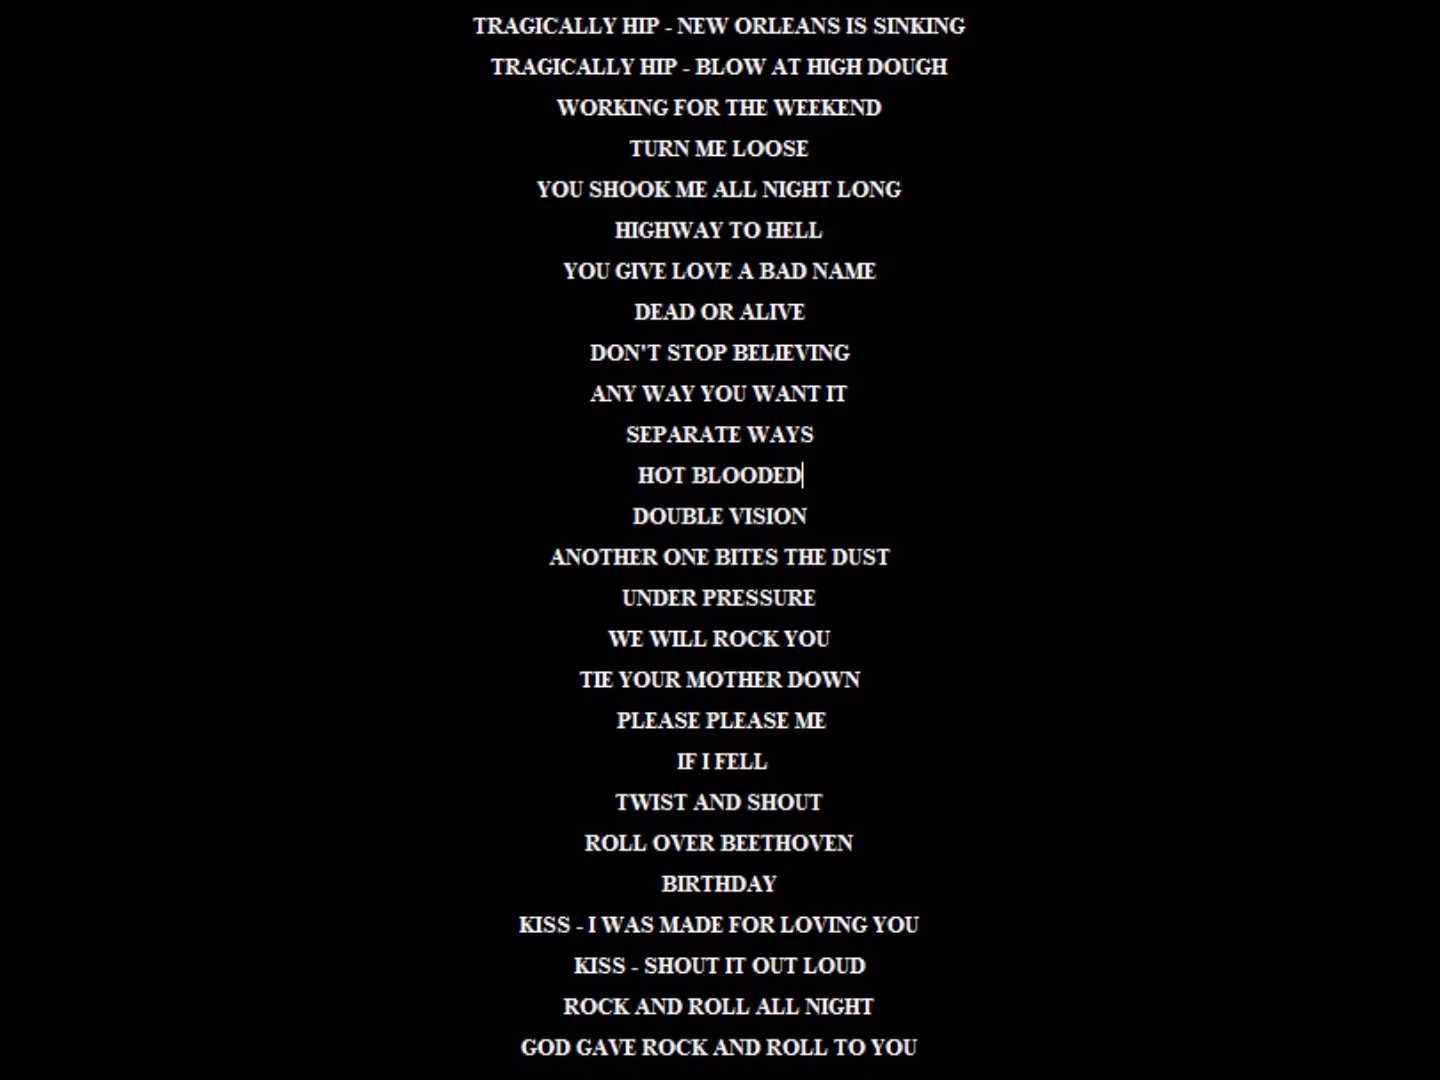 TRAGICALLY HIP - NEW ORLEANS IS SINKING
TRAGICALLY HIP - BLOW AT HIGH DOUGH
WORKING FOR THE WEEKEND
TURN ME LOOSE
YOU SHOOK ME ALL NIGHT LONG
HIGHWAY TO HELL
YOU GIVE LOVE A BAD NAME
DEAD OR ALIVE
DON'T STOP BELIEVING
ANY WAY YOU WANT IT
SEPARATE WAYS
HOT BLOODED
DOUBLE VISION
ANOTHER ONE BITES THE DUST
UNDER PRESSURE
WE WILL ROCK YOU
TIE YOUR MOTHER DOWN
PLEASE PLEASE ME
IF I FELL
TWIST AND SHOUT
ROLL OVER BEETHOVEN
BIRTHDAY
KISS - I WAS MADE FOR LOVING YOU
KISS - SHOUT IT OUT LOUD
ROCK AND ROLL ALL NIGHT
GOD GAVE ROCK AND ROLL TO YOU